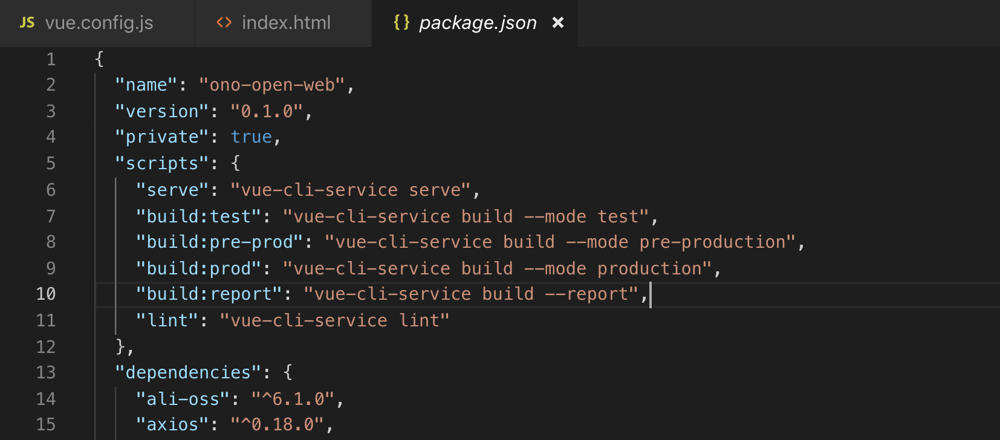 JS vue.config.js <> index.html {} package.json ×
1 {
2 "name": "ono-open-web",
3 "version": "0.1.0",
4 "private": true,
5 "scripts": {
6 "serve": "vue-cli-service serve",
7 "build:test": "vue-cli-service build --mode test",
8 "build:pre-prod": "vue-cli-service build --mode pre-production",
9 "build:prod": "vue-cli-service build --mode production",
10 "build:report": "vue-cli-service build --report",
11 "lint": "vue-cli-service lint"
12 },
13 "dependencies": {
14 "ali-oss": "^6.1.0",
15 "axios": "^0.18.0",